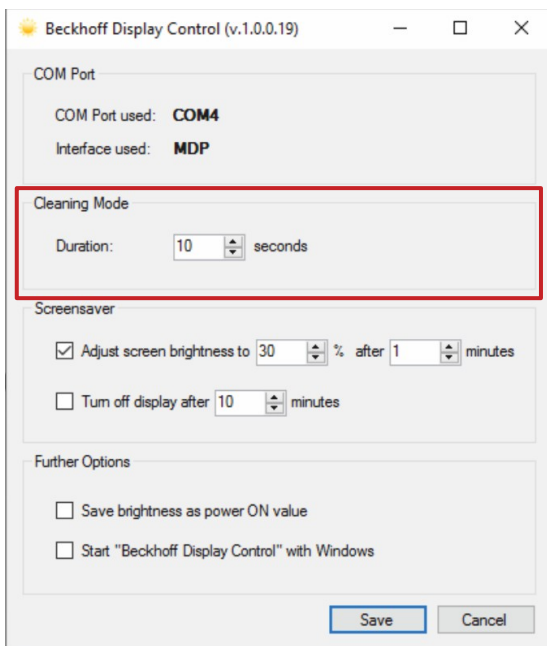 Beckhoff Display Control (v.1.0.0.19)
COM Port
COM Port used: COM4
Interface used: MDP
Cleaning Mode
Duration: 10 seconds
Screensaver
Adjust screen brightness to 30 % after 1 minutes
Turn off display after 10 minutes
Further Options
Save brightness as power ON value
Start "Beckhoff Display Control" with Windows
Save Cancel